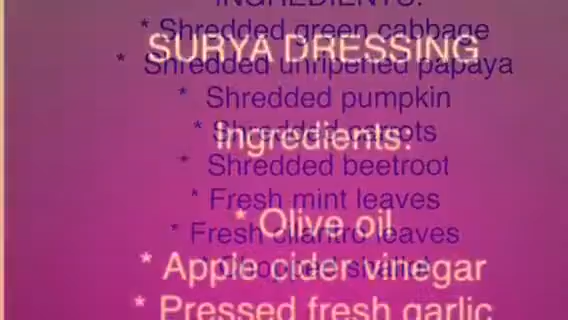 INGREDIENTS:
* Shredded green cabbage
SURYA DRESSING
* Shredded unripened papaya
* Shredded pumpkin
* Shredded carrots
Ingredients:
* Shredded beetroot
* Fresh mint leaves
* Olive oil
* Fresh cilantro leaves
* Apple cider vinegar
* Chopped
* Pressed fresh garlic